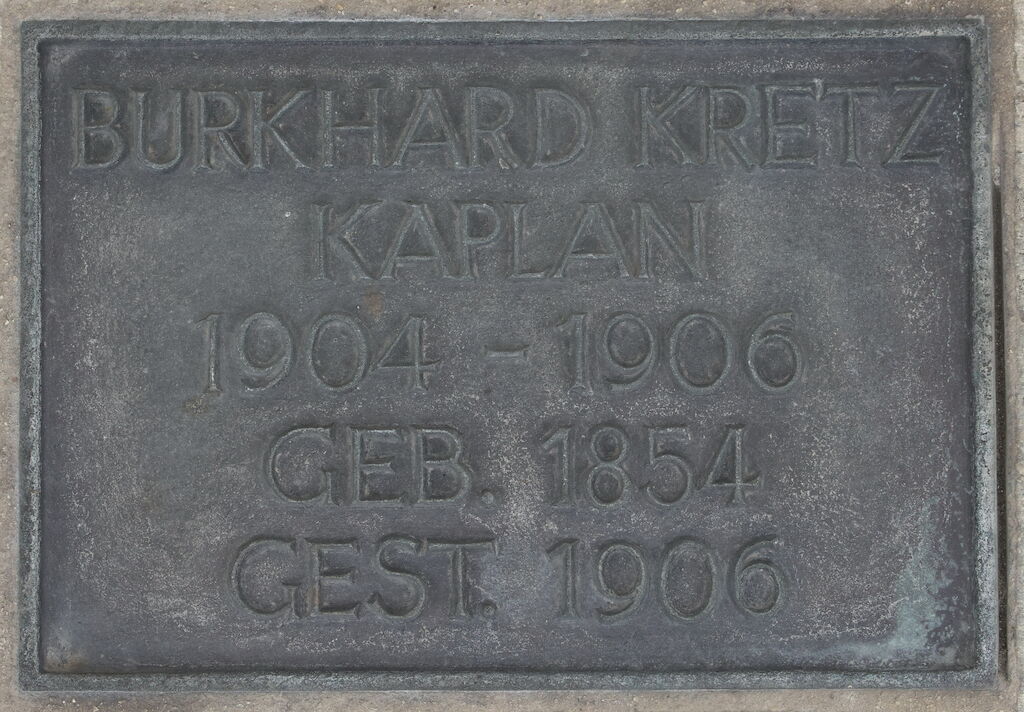 BURKHARD KRETZ
KAPLAN
1904 - 1906
GEB. 1854
GEST. 1906